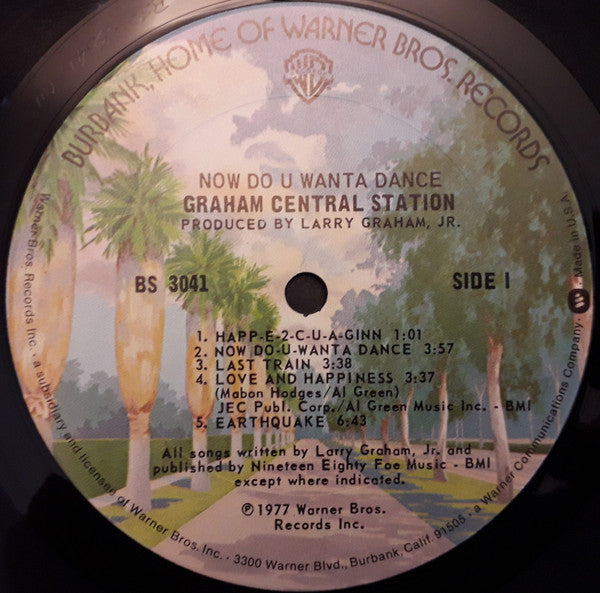 BURBANK, HOME OF WARNER BROS. RECORDS
WB
NOW DO U WANTA DANCE
GRAHAM CENTRAL STATION
PRODUCED BY LARRY GRAHAM, JR.
BS 3041
SIDE 1
1. HAPP-E-2-C-U-A-GINN 1:01
2. NOW DO-U-WANTA DANCE 3:57
3. LAST TRAIN 3:38
4. LOVE AND HAPPINESS 3:37
(Mabon Hodges/Al Green)
JEC Publ. Corp./Al Green Music Inc. - BMI
5. EARTHQUAKE 6:43
All songs written by Larry Graham, Jr. and
published by Nineteen Eighty Foe Music - BMI
except where indicated.
℗1977 Warner Bros.
Records Inc.
Warner Bros. Records Inc. • a subsidiary and licensee of Warner Bros. Inc. • 3300 Warner Blvd., Burbank, Calif. 91505 • a Warner Communications Company. Made in U.S.A.